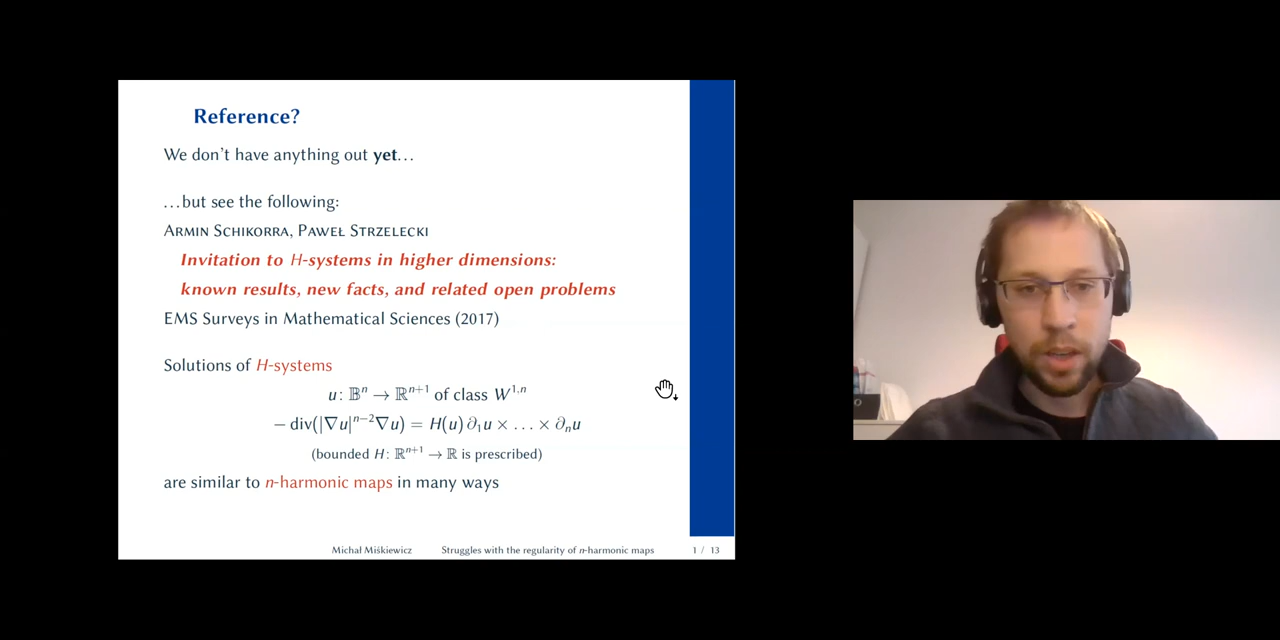 Reference?
We don't have anything out yet…
…but see the following:
Armin Schikorra, Paweł Strzelecki
Invitation to H-systems in higher dimensions:
known results, new facts, and related open problems
EMS Surveys in Mathematical Sciences (2017)
Solutions of H-systems
u: 𝔹ⁿ → ℝⁿ⁺¹ of class W¹,ⁿ
− div(|∇u|ⁿ⁻²∇u) = H(u) ∂₁u × … × ∂ₙu
(bounded H: ℝⁿ⁺¹ → ℝ is prescribed)
are similar to n-harmonic maps in many ways
Michał Miśkiewicz Struggles with the regularity of n-harmonic maps 1 / 13